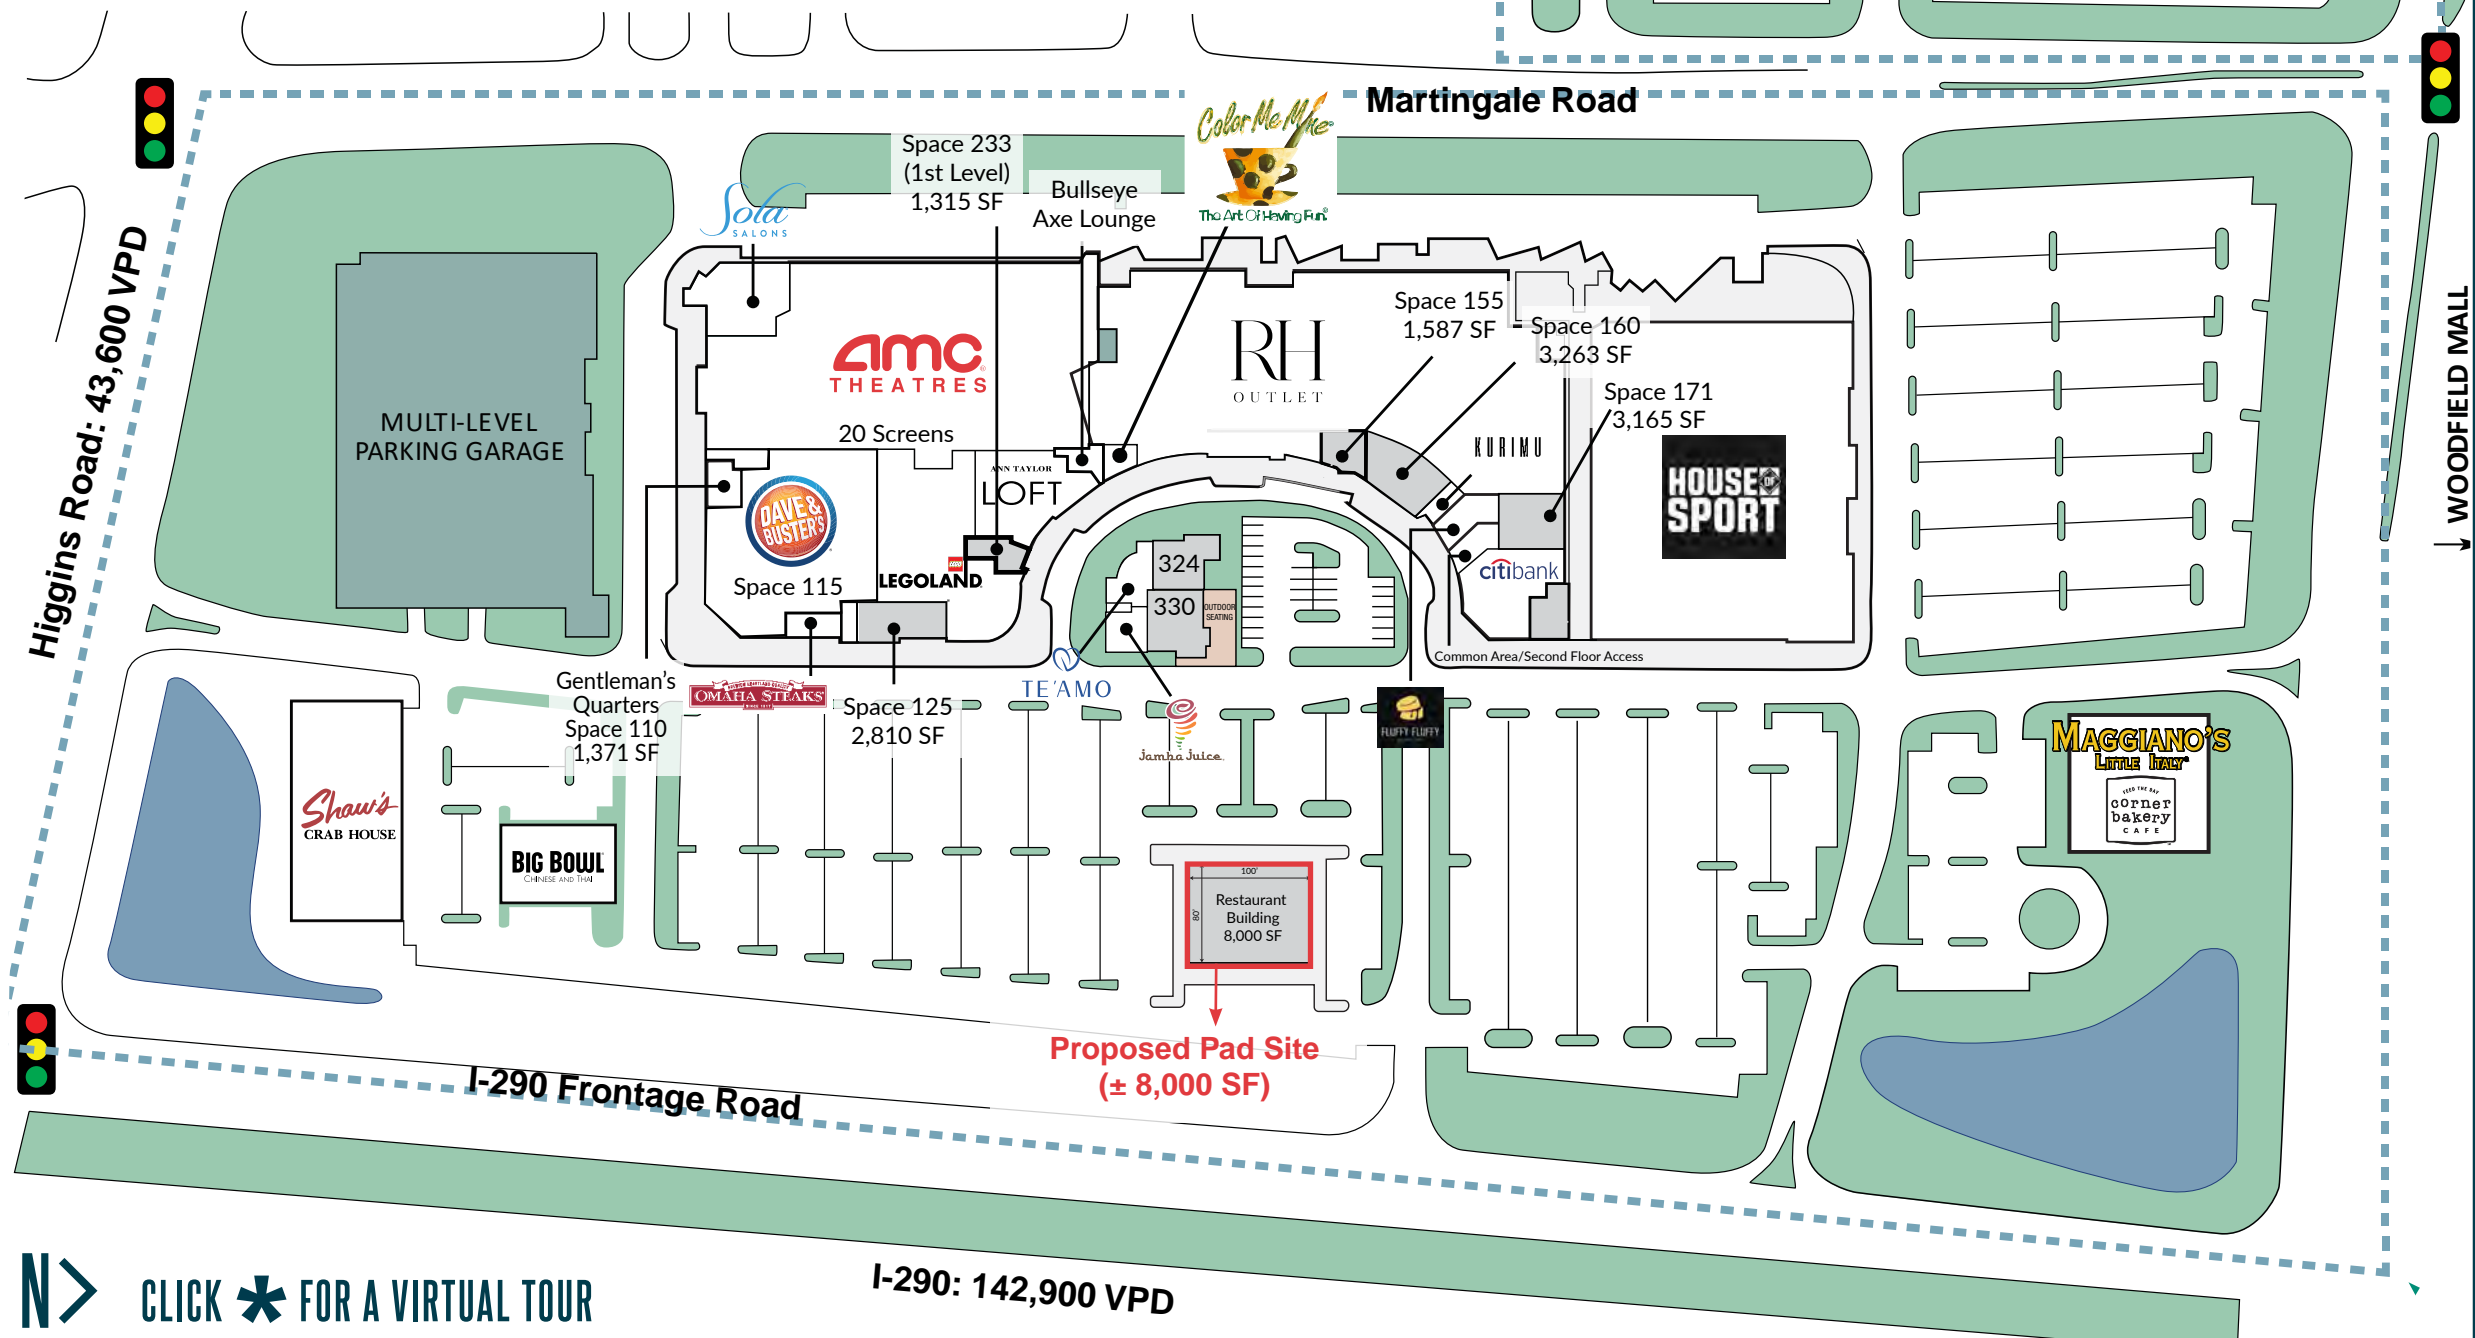 Martingale Road
Color Me Mine
The Art Of Having Fun!
Space 233
(1st Level)
1,315 SF
Bullseye
Axe Lounge
Sola
SALONS
Higgins Road: 43,600 VPD
WOODFIELD MALL
MULTI-LEVEL
PARKING GARAGE
amc
THEATRES
20 Screens
RH
OUTLET
Space 155
1,587 SF
Space 160
3,263 SF
Space 171
3,165 SF
KURIMU
HOUSE OF
SPORT
ANN TAYLOR
LOFT
DAVE &
BUSTER'S
Space 115
LEGO
LEGOLAND
324
330
OUTDOOR
SEATING
citibank
Common Area/Second Floor Access
Gentleman's
Quarters
Space 110
1,371 SF
OMAHA STEAKS
Space 125
2,810 SF
TE'AMO
Jamba Juice
FLUFFY FLUFFY
MAGGIANO'S
LITTLE ITALY
FEED THE DAY
corner
bakery
CAFE
Shaw's
CRAB HOUSE
BIG BOWL
CHINESE AND THAI
100'
80'
Restaurant
Building
8,000 SF
Proposed Pad Site
(± 8,000 SF)
I-290 Frontage Road
I-290: 142,900 VPD
N
CLICK * FOR A VIRTUAL TOUR